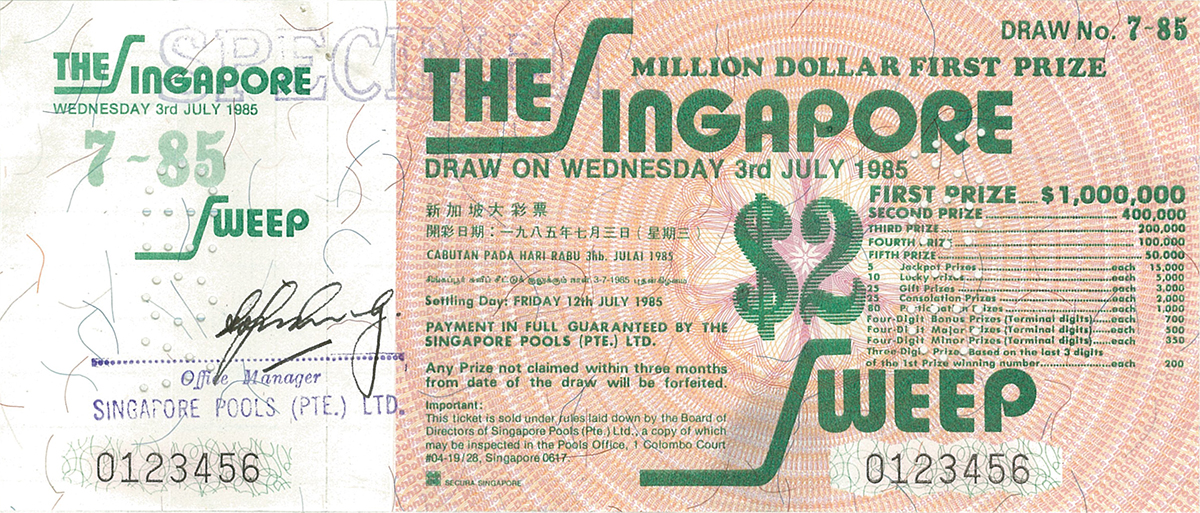 SPECIMEN
THE SINGAPORE
WEDNESDAY 3rd JULY 1985
7-85
SWEEP
Office Manager
SINGAPORE POOLS (PTE.) LTD.
0123456
DRAW No. 7-85
MILLION DOLLAR FIRST PRIZE
THE SINGAPORE
DRAW ON WEDNESDAY 3rd JULY 1985
新加坡大彩票
開彩日期：一九八五年七月三日（星期三）
CABUTAN PADA HARI RABU 3hb. JULAI 1985
சிங்கப்பூர் சுவீப் சீட்டுக் குலுக்கும் நாள் 3-7-1985
Settling Day: FRIDAY 12th JULY 1985
PAYMENT IN FULL GUARANTEED BY THE
SINGAPORE POOLS (PTE.) LTD.
Any Prize not claimed within three months
from date of the draw will be forfeited.
Important:
This ticket is sold under rules laid down by the Board of
Directors of Singapore Pools (Pte.) Ltd., a copy of which
may be inspected in the Pools Office, 1 Colombo Court
#04-19/28, Singapore 0617.
SECURA SINGAPORE
$2
FIRST PRIZE $1,000,000
SECOND PRIZE 400,000
THIRD PRIZE 200,000
FOURTH PRIZE 100,000
FIFTH PRIZE 50,000
5 Jackpot Prizes each 15,000
10 Lucky Prizes each 5,000
25 Gift Prizes each 3,000
25 Consolation Prizes each 2,000
80 Participation Prizes each 1,000
Four-Digit Bonus Prizes (Terminal digits) each 700
Four-Digit Major Prizes (Terminal digits) each 550
Four-Digit Minor Prizes (Terminal digits) each 350
Three-Digit Prize Based on the last 3 digits
of the 1st Prize winning number each 200
SWEEP
0123456